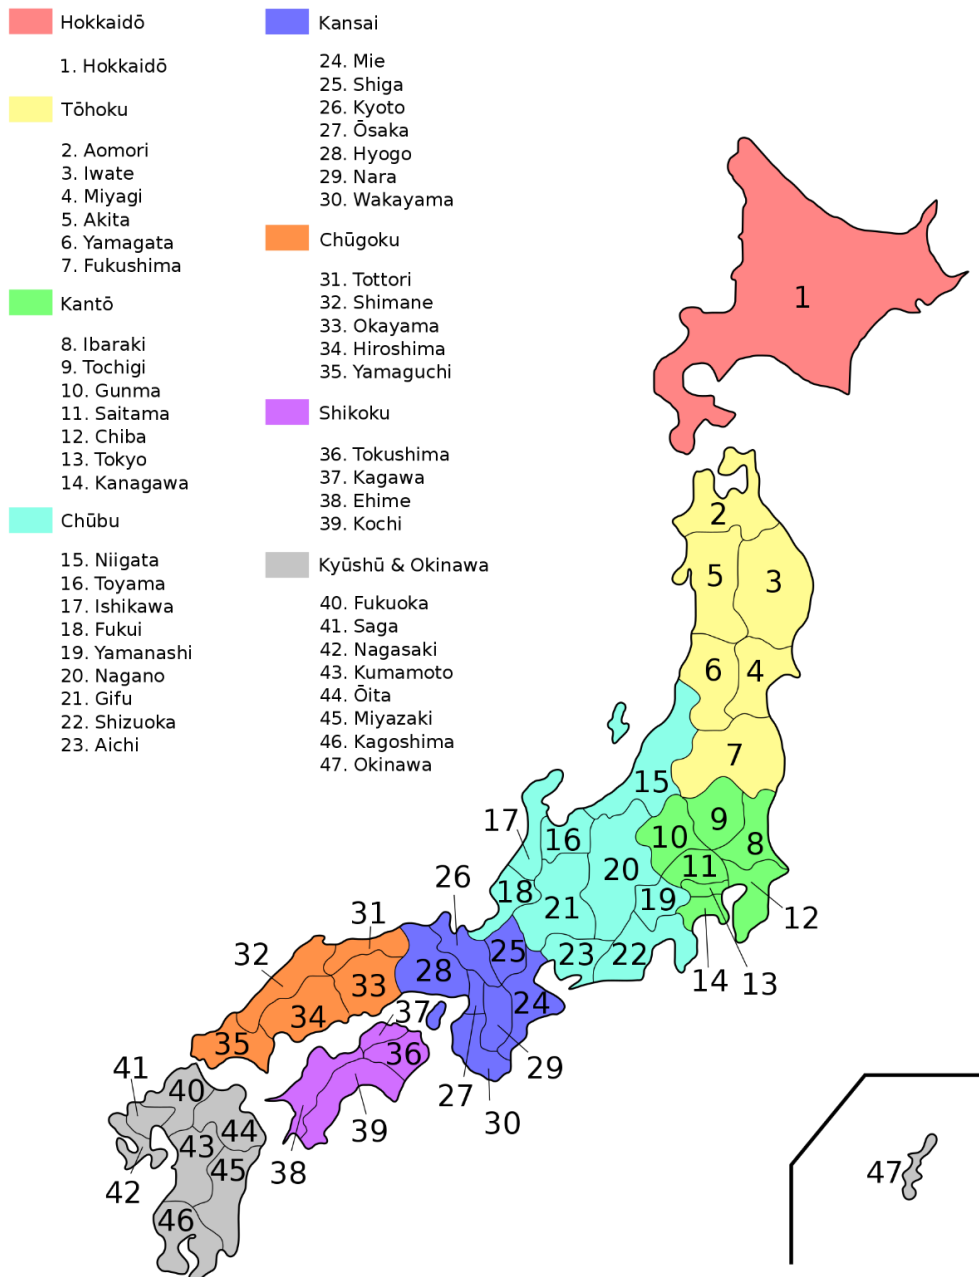 Hokkaidō
1. Hokkaidō
Tōhoku
2. Aomori
3. Iwate
4. Miyagi
5. Akita
6. Yamagata
7. Fukushima
Kantō
8. Ibaraki
9. Tochigi
10. Gunma
11. Saitama
12. Chiba
13. Tokyo
14. Kanagawa
Chūbu
15. Niigata
16. Toyama
17. Ishikawa
18. Fukui
19. Yamanashi
20. Nagano
21. Gifu
22. Shizuoka
23. Aichi
Kansai
24. Mie
25. Shiga
26. Kyoto
27. Ōsaka
28. Hyogo
29. Nara
30. Wakayama
Chūgoku
31. Tottori
32. Shimane
33. Okayama
34. Hiroshima
35. Yamaguchi
Shikoku
36. Tokushima
37. Kagawa
38. Ehime
39. Kochi
Kyūshū & Okinawa
40. Fukuoka
41. Saga
42. Nagasaki
43. Kumamoto
44. Ōita
45. Miyazaki
46. Kagoshima
47. Okinawa
1
2
5
3
6
4
7
15
17
16
10
9
8
11
20
26
18
19
21
12
31
32
25
23
22
28
14
13
33
24
34
37
35
36
29
41
40
27
30
39
44
43
38
45
47
42
46